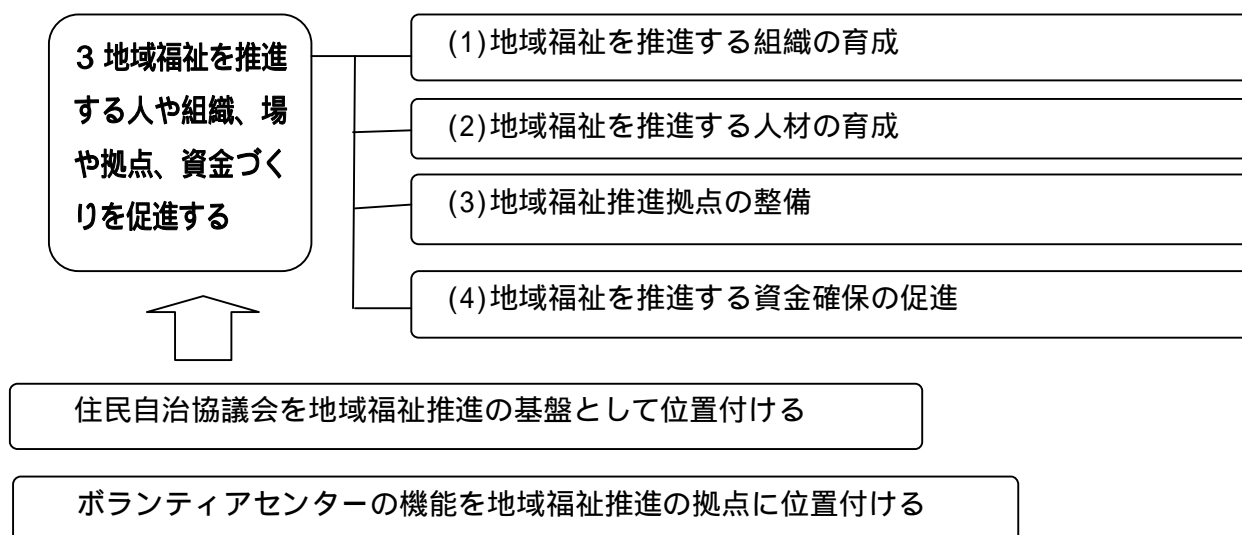 3 地域福祉を推進
する人や組織、場
や拠点、資金づく
りを促進する
(1)地域福祉を推進する組織の育成
(2)地域福祉を推進する人材の育成
(3)地域福祉推進拠点の整備
(4)地域福祉を推進する資金確保の促進
住民自治協議会を地域福祉推進の基盤として位置付ける
ボランティアセンターの機能を地域福祉推進の拠点に位置付ける